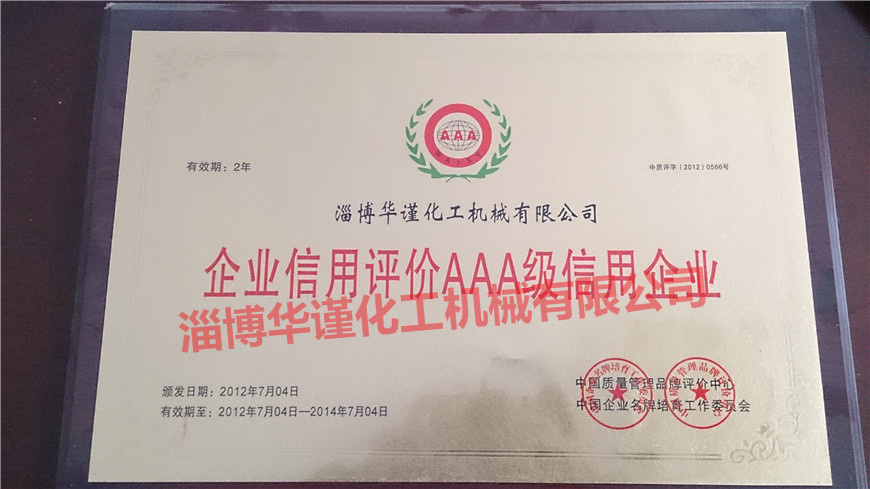 AAA
有效期：2年
中质评字（2012）0566号
淄博华谨化工机械有限公司
企业信用评价AAA级信用企业
淄博华谨化工机械有限公司
颁发日期：2012年7月04日
有效期至：2012年7月04日—2014年7月04日
中国质量管理品牌评价中心
中国企业名牌培育工作委员会